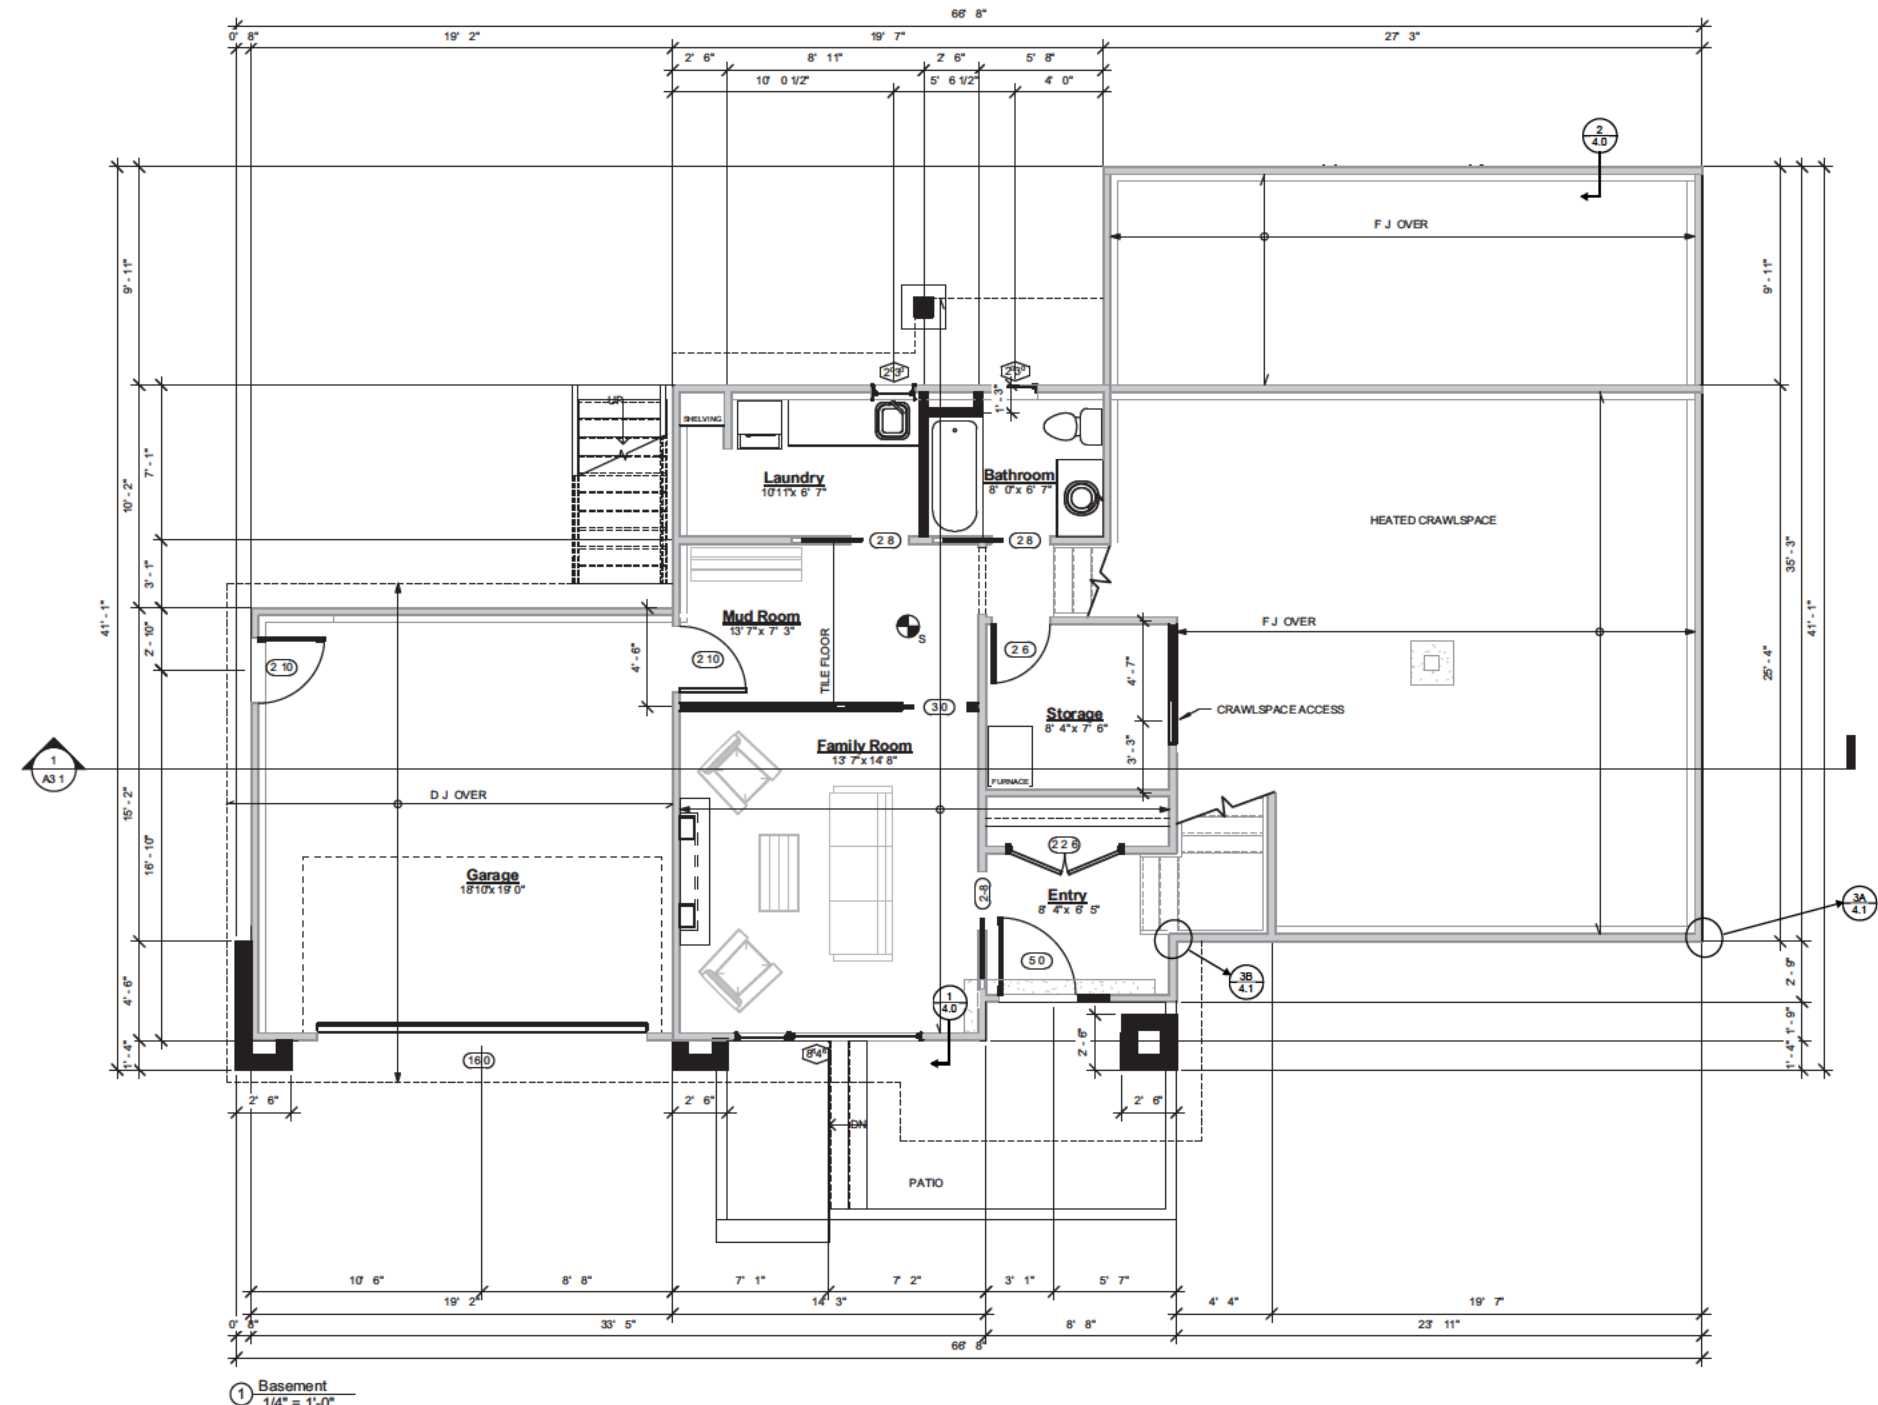 66' 8"
0' 8"
19' 2"
19' 7"
27' 3"
2' 6"
8' 11"
2' 6"
5' 8"
10' 0 1/2"
5' 6 1/2"
4' 0"
2
4.0
9' - 11"
9' - 11"
F J OVER
2°3°
2°3°
1' - 3"
UP
SHELVING
7' - 1"
10' - 2"
Laundry
10'11"x 6' 7"
Bathroom
8' 0"x 6' 7"
HEATED CRAWLSPACE
2 8
2 8
35' - 3"
3' - 1"
41' - 1"
41' - 1"
Mud Room
13' 7"x 7' 3"
S
TILE FLOOR
F J OVER
2' - 10"
2 10
4' - 6"
2 10
2 6
4' - 7"
25' - 4"
3 0
Storage
8' 4"x 7' 6"
CRAWLSPACE ACCESS
Family Room
13' 7"x 14' 8"
3' - 3"
1
A3 1
FURNACE
D J OVER
15' - 2"
16' - 10"
2 2 6
Garage
18'10"x 19' 0"
2-8
Entry
8' 4"x 6' 5"
3A
4.1
5 0
3B
4.1
1
4.0
4' - 6"
2' - 9"
1' - 9"
1' - 4"
1' - 4"
2' - 6"
16 0
8°4⁶
2' 6"
2' 6"
2' 6"
DN
PATIO
10' 6"
8' 8"
7' 1"
7' 2"
3' 1"
5' 7"
19' 2"
14' 3"
4' 4"
19' 7"
0' 8"
33' 5"
8' 8"
23' 11"
66' 8"
1
Basement
1/4" = 1'-0"